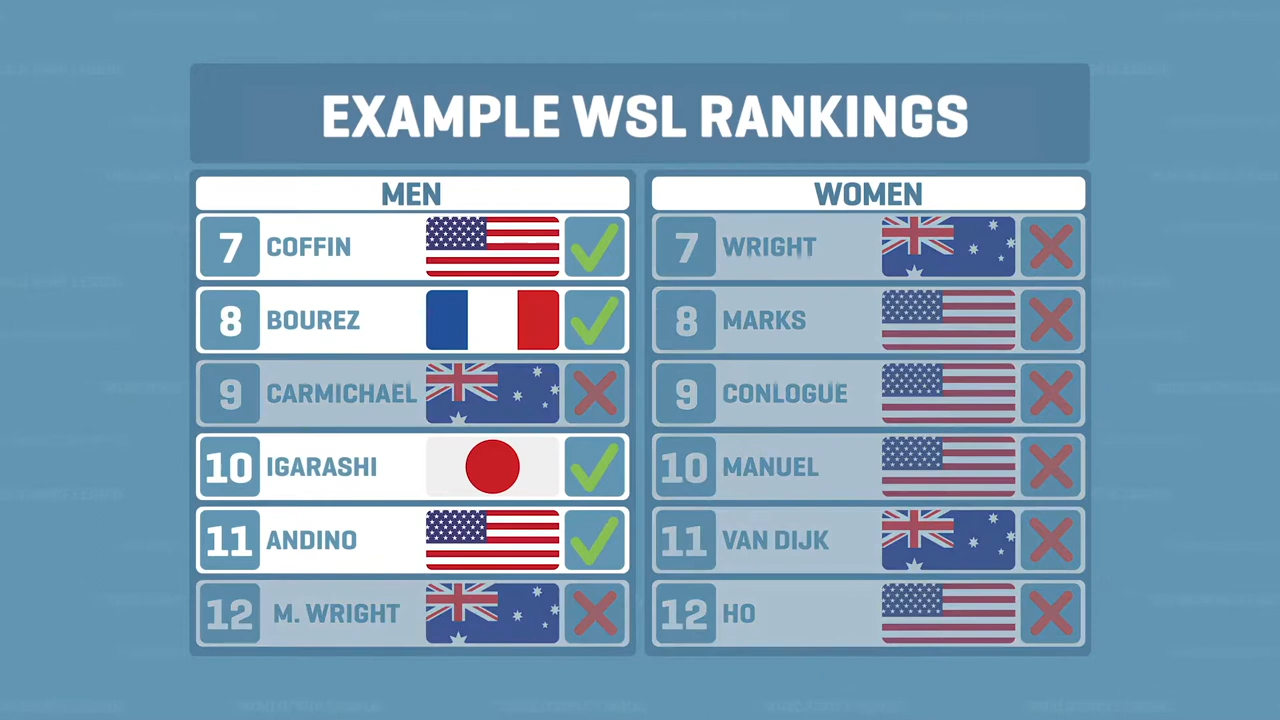 EXAMPLE WSL RANKINGS
MEN
7 COFFIN
8 BOUREZ
9 CARMICHAEL
10 IGARASHI
11 ANDINO
12 M. WRIGHT
WOMEN
7 WRIGHT
8 MARKS
9 CONLOGUE
10 MANUEL
11 VAN DIJK
12 HO